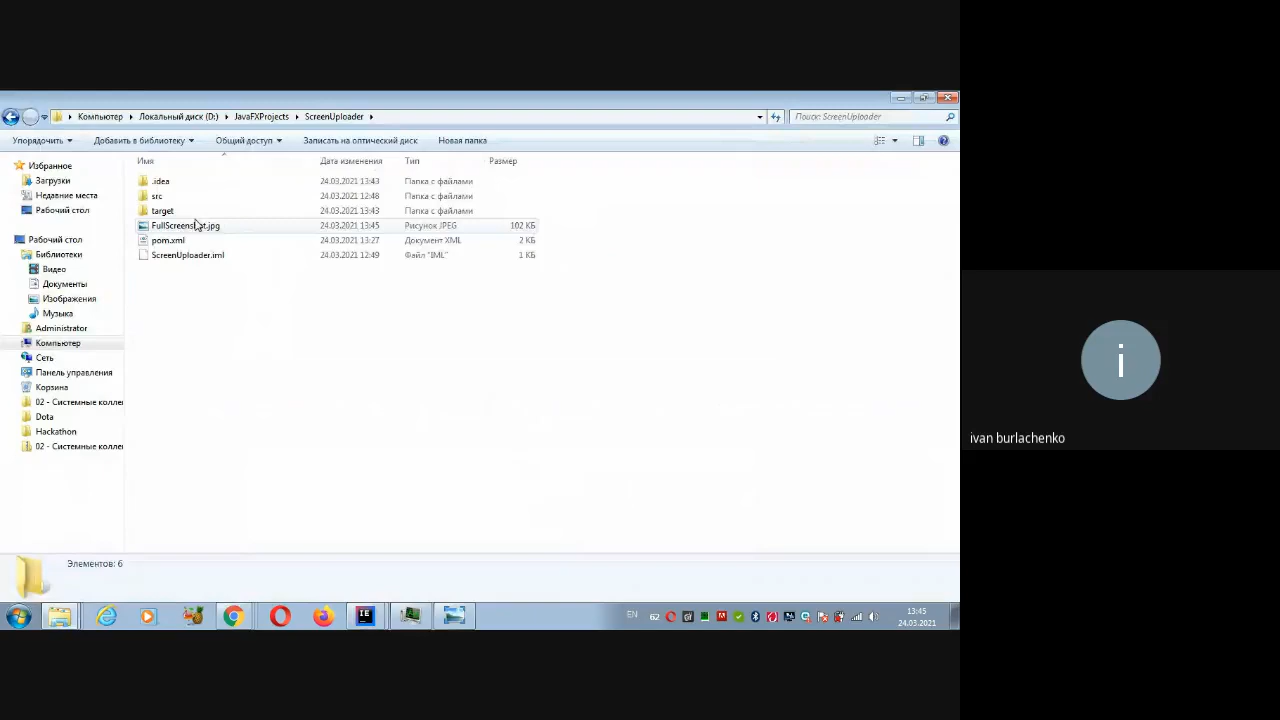 Компьютер ▸ Локальный диск (D:) ▸ JavaFXProjects ▸ ScreenUploader ▸
Поиск: ScreenUploader
Упорядочить ▾ Добавить в библиотеку ▾ Общий доступ ▾ Записать на оптический диск Новая папка
Избранное
Загрузки
Недавние места
Рабочий стол
Рабочий стол
Библиотеки
Видео
Документы
Изображения
Музыка
Administrator
Компьютер
Сеть
Панель управления
Корзина
02 - Системные колле
Dota
Hackathon
02 - Системные колле
Имя Дата изменения Тип Размер
.idea 24.03.2021 13:43 Папка с файлами
src 24.03.2021 12:48 Папка с файлами
target 24.03.2021 13:43 Папка с файлами
FullScreenshot.jpg 24.03.2021 13:45 Рисунок JPEG 102 КБ
pom.xml 24.03.2021 13:27 Документ XML 2 КБ
ScreenUploader.iml 24.03.2021 12:49 Файл "IML" 1 КБ
Элементов: 6
EN 62
13:45
24.03.2021
i
ivan burlachenko